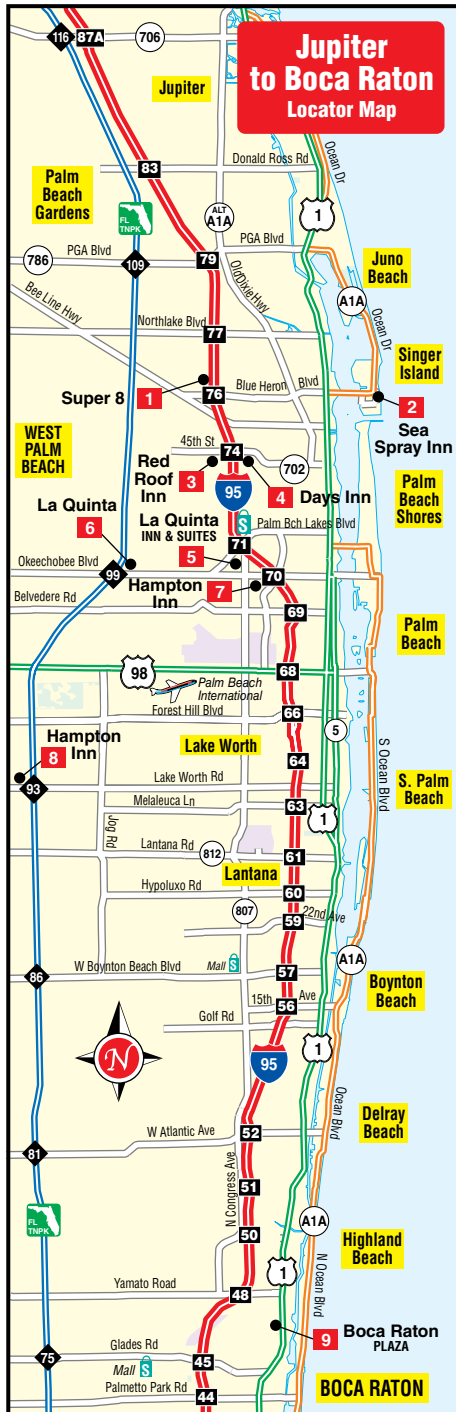 Jupiter
to Boca Raton
Locator Map
116
87A
706
Jupiter
Ocean Dr
Donald Ross Rd
83
Palm
Beach
Gardens
FL
TNPK
ALT
A1A
1
PGA Blvd
PGA Blvd
786
109
79
Juno
Beach
A1A
Bee Line Hwy
Old Dixie Hwy
Ocean Dr
Northlake Blvd
77
Singer
Island
Super 8
1
76
Blue Heron Blvd
2
Sea
Spray Inn
WEST
PALM
BEACH
45th St
74
702
Red
Roof
Inn
3
4
Days Inn
95
Palm
Beach
Shores
La Quinta
6
La Quinta
INN & SUITES
5
S
Palm Bch Lakes Blvd
71
Okeechobee Blvd
99
Hampton
Inn
7
70
Belvedere Rd
69
Palm
Beach
98
68
Palm Beach
International
Forest Hill Blvd
66
5
Hampton
Inn
8
Lake Worth
S Ocean Blvd
64
93
Lake Worth Rd
S. Palm
Beach
Melaleuca Ln
63
1
Jog Rd
Lantana Rd
812
61
Lantana
Hypoluxo Rd
60
807
59
22nd Ave
Mall
S
A1A
86
W Boynton Beach Blvd
57
Boynton
Beach
15th Ave
56
Golf Rd
N
1
95
Ocean Blvd
Delray
Beach
W Atlantic Ave
52
81
N Congress Ave
51
FL
TNPK
A1A
50
Highland
Beach
1
N Ocean Blvd
Yamato Road
48
9
Boca Raton
PLAZA
Glades Rd
75
Mall
S
45
Palmetto Park Rd
44
BOCA RATON